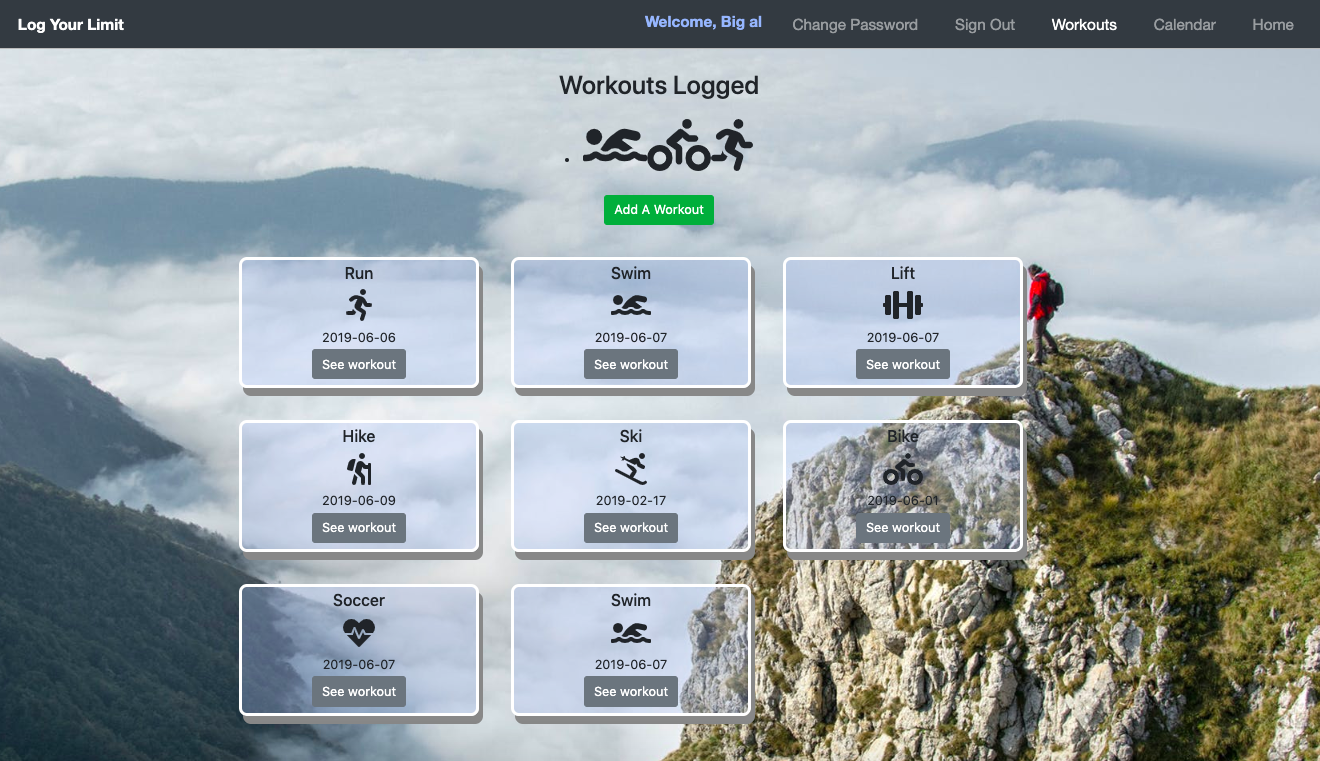 Log Your Limit
Welcome, Big al
Change Password
Sign Out
Workouts
Calendar
Home
Workouts Logged
Add A Workout
Run
2019-06-06
See workout
Swim
2019-06-07
See workout
Lift
2019-06-07
See workout
Hike
2019-06-09
See workout
Ski
2019-02-17
See workout
Bike
2019-06-01
See workout
Soccer
2019-06-07
See workout
Swim
2019-06-07
See workout